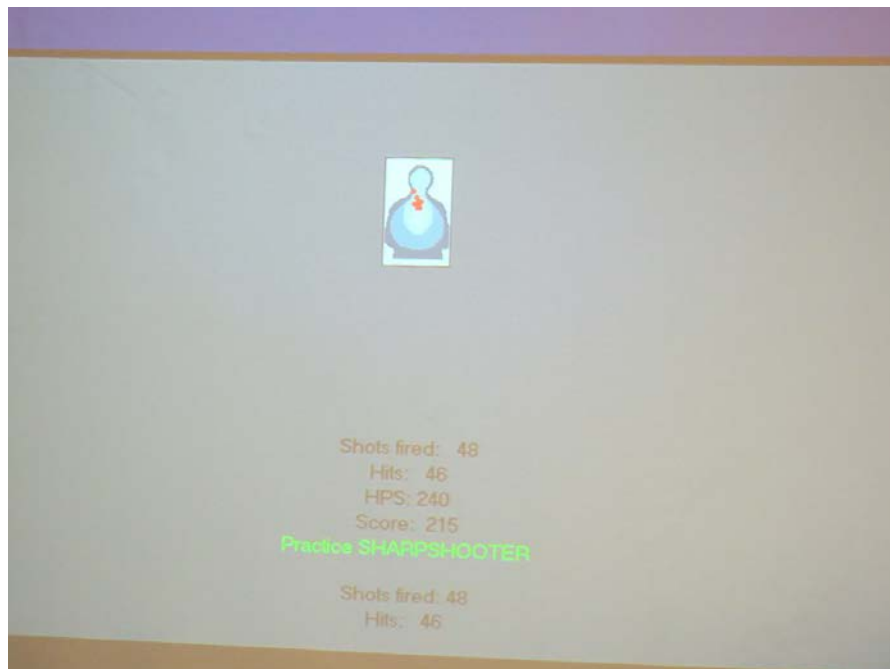 Shots fired: 48
Hits: 46
HPS: 240
Score: 215
Practice SHARPSHOOTER
Shots fired: 48
Hits: 46